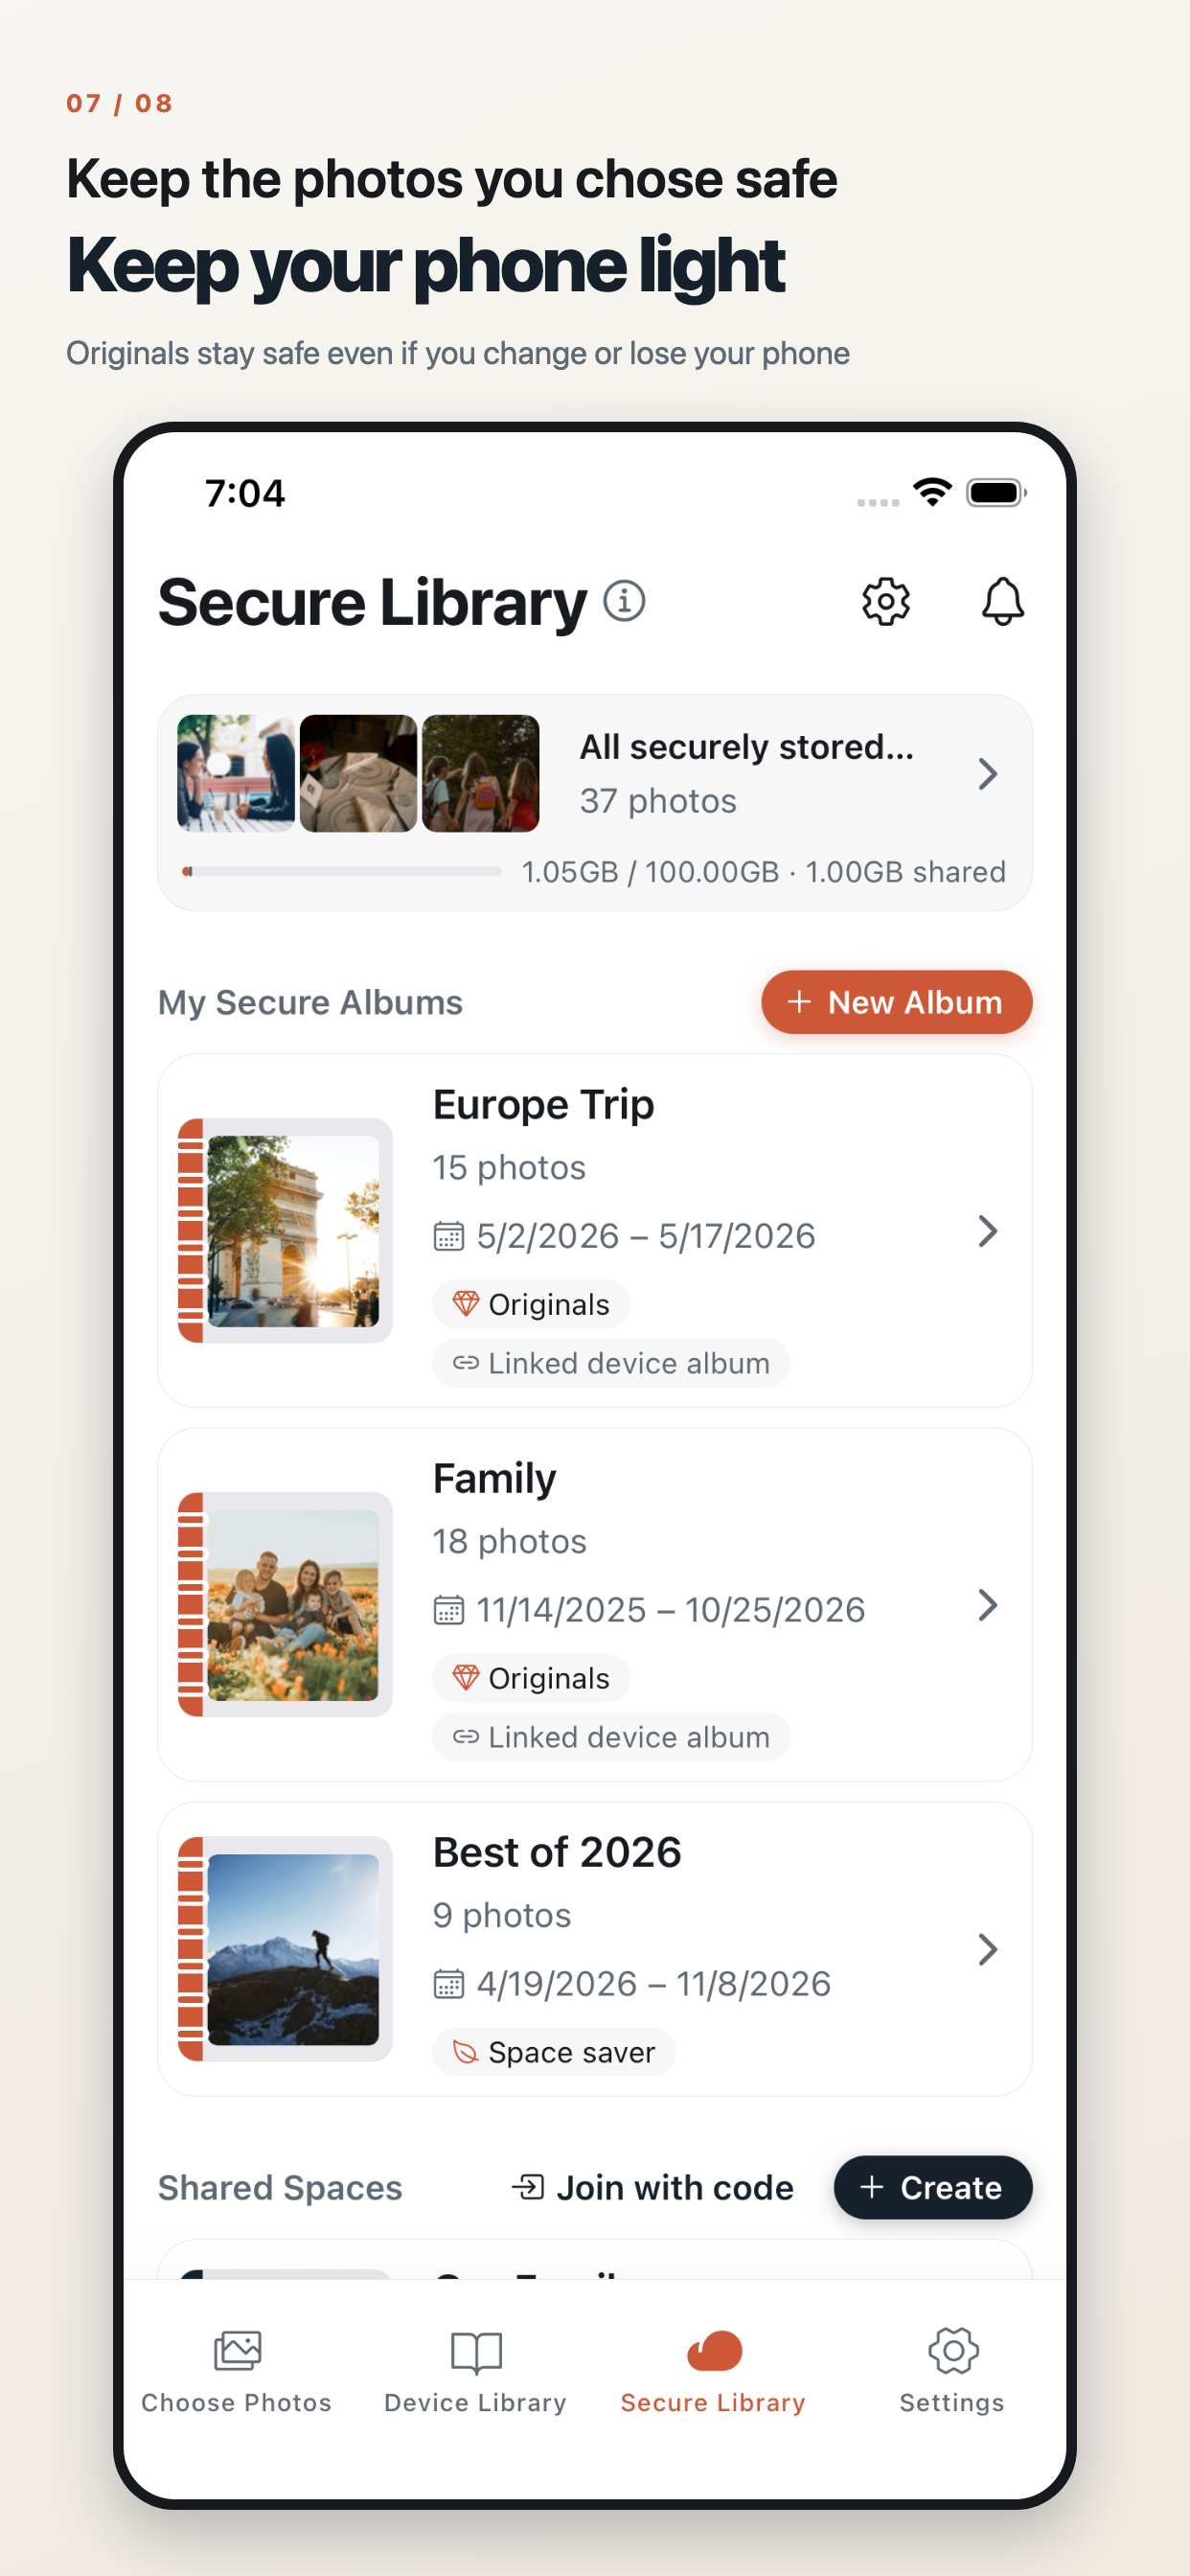 07 / 08
Keep the photos you chose safe
Keep your phone light
Originals stay safe even if you change or lose your phone
7:04
Secure Library
All securely stored...
37 photos
1.05GB / 100.00GB · 1.00GB shared
My Secure Albums
+ New Album
Europe Trip
15 photos
5/2/2026 – 5/17/2026
Originals
Linked device album
Family
18 photos
11/14/2025 – 10/25/2026
Originals
Linked device album
Best of 2026
9 photos
4/19/2026 – 11/8/2026
Space saver
Shared Spaces
Join with code
+ Create
Choose Photos
Device Library
Secure Library
Settings